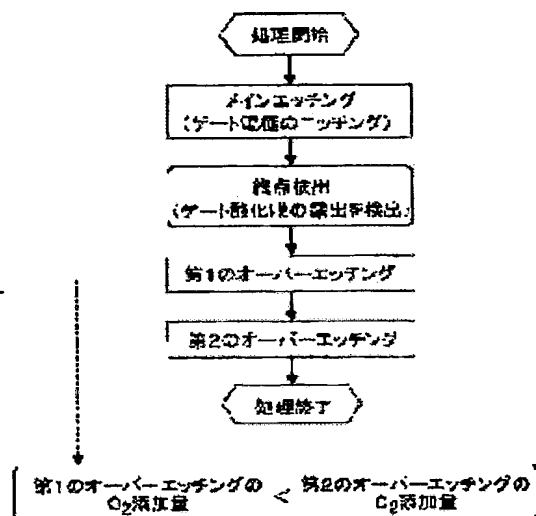 処理開始
メインエッチング
(ゲート電極のエッチング)
終点検出
(ゲート酸化膜の露出を検出)
第1のオーバーエッチング
第2のオーバーエッチング
処理終了
第1のオーバーエッチングの
O2添加量
<
第2のオーバーエッチングの
O2添加量